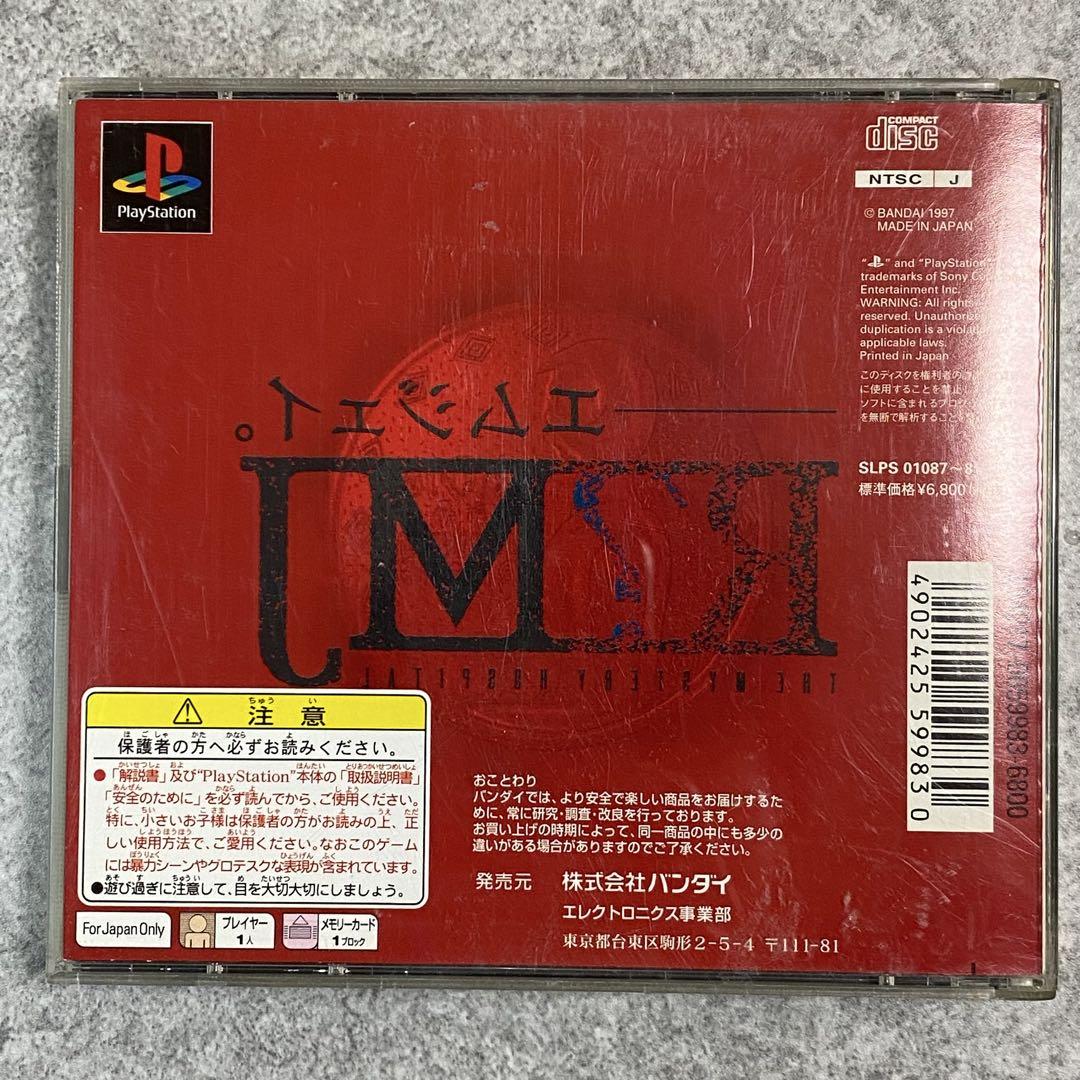 PlayStation
COMPACT
disc
NTSC J
© BANDAI 1997
MADE IN JAPAN
" " and "PlayStation"
trademarks of Sony
Entertainment Inc.
WARNING: All rights
reserved. Unauthorized
duplication is a
applicable laws.
Printed in Japan
このディスクを権利者の
に使用することを禁止し
ソフトに含まれるプロ
を無断で解析すること
SLPS 01087~8
標準価格¥6,800
エムジェイ。
R?MJ
THE MYSTERY HOSPITAL
4902425 599830
59983-6800
注意
ちゅう い
保護者の方へ必ずお読みください。
●「解説書」及び"PlayStation"本体の「取扱説明書」
「安全のために」を必ず読んでから、ご使用ください。
特に、小さいお子様は保護者の方がお読みの上、正
しい使用方法で、ご愛用ください。なおこのゲーム
には暴力シーンやグロテスクな表現が含まれています。
●遊び過ぎに注意して、目を大切大切にしましょう。
For Japan Only
プレイヤー
1人
メモリーカード
1ブロック
おことわり
バンダイでは、より安全で楽しい商品をお届けするた
めに、常に研究・調査・改良を行っております。
お買い上げの時期によって、同一商品の中にも多少の
違いがある場合がありますのでご了承ください。
発売元 株式会社バンダイ
エレクトロニクス事業部
東京都台東区駒形2-5-4 〒111-81